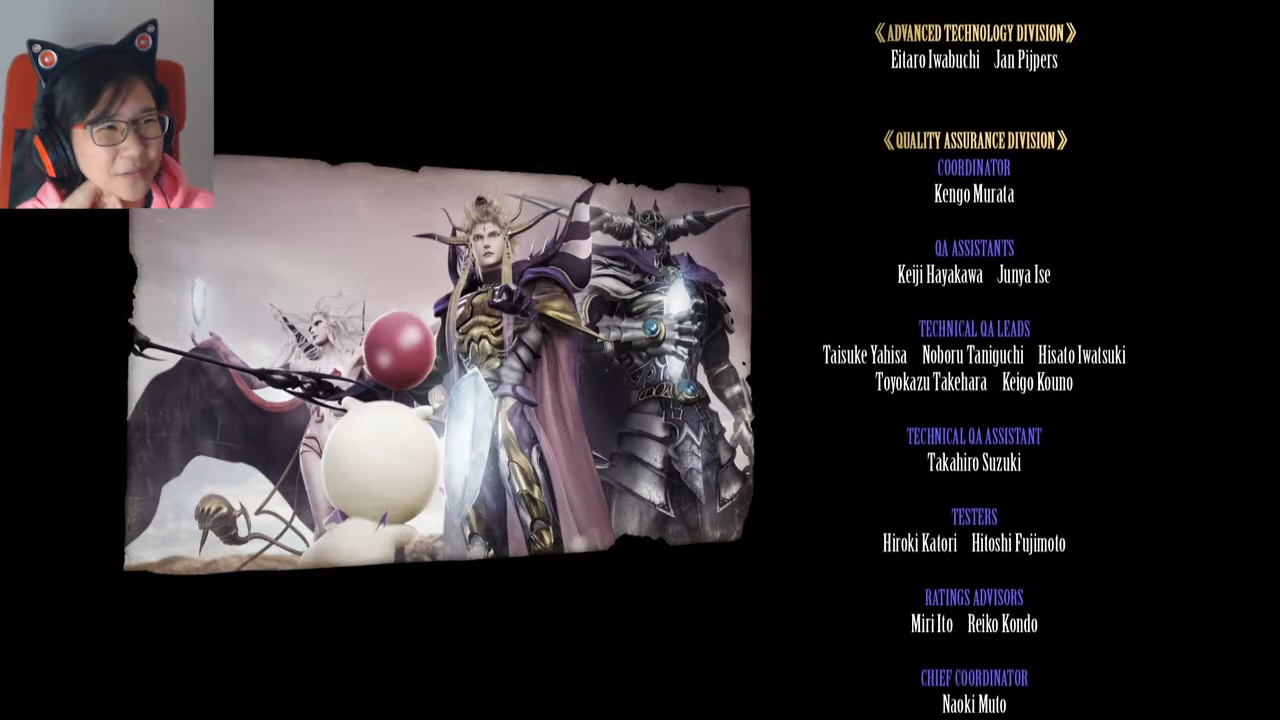 《ADVANCED TECHNOLOGY DIVISION》
Eitaro Iwabuchi Jan Pijpers
《QUALITY ASSURANCE DIVISION》
COORDINATOR
Kengo Murata
QA ASSISTANTS
Keiji Hayakawa Junya Ise
TECHNICAL QA LEADS
Taisuke Yahisa Noboru Taniguchi Hisato Iwatsuki
Toyokazu Takehara Keigo Kouno
TECHNICAL QA ASSISTANT
Takahiro Suzuki
TESTERS
Hiroki Katori Hitoshi Fujimoto
RATINGS ADVISORS
Miri Ito Reiko Kondo
CHIEF COORDINATOR
Naoki Muto